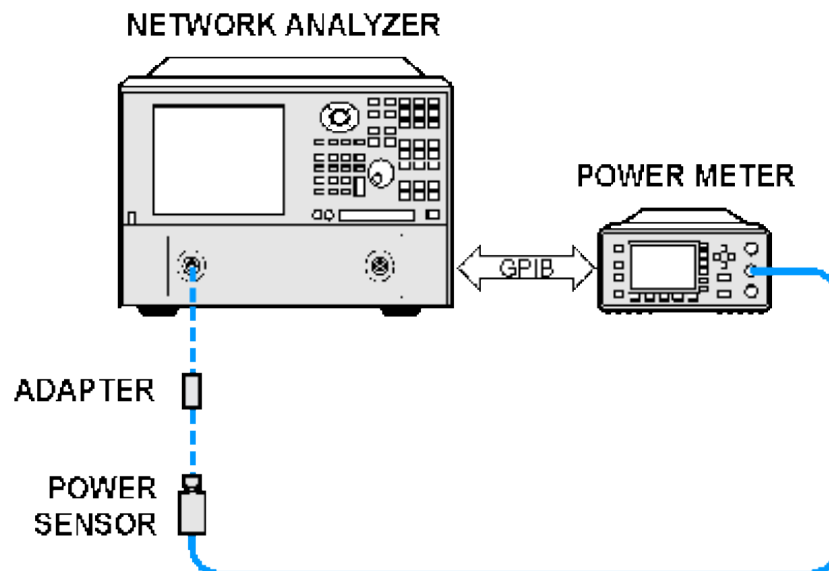 NETWORK ANALYZER
POWER METER
GPIB
ADAPTER
POWER
SENSOR